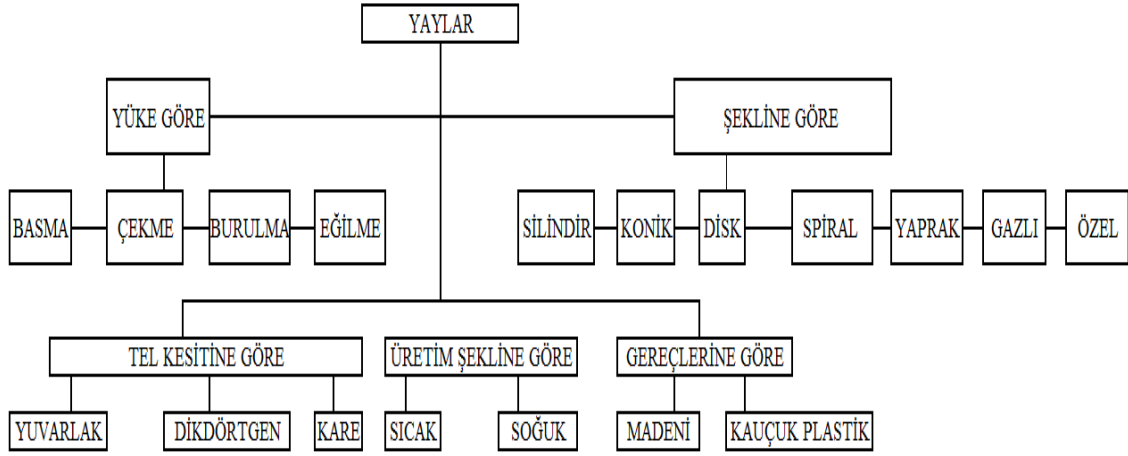 YAYLAR
YÜKE GÖRE
ŞEKLİNE GÖRE
BASMA
ÇEKME
BURULMA
EĞİLME
SİLİNDİR
KONİK
DİSK
SPİRAL
YAPRAK
GAZLI
ÖZEL
TEL KESİTİNE GÖRE
ÜRETİM ŞEKLİNE GÖRE
GEREÇLERİNE GÖRE
YUVARLAK
DİKDÖRTGEN
KARE
SICAK
SOĞUK
MADENİ
KAUÇUK PLASTİK